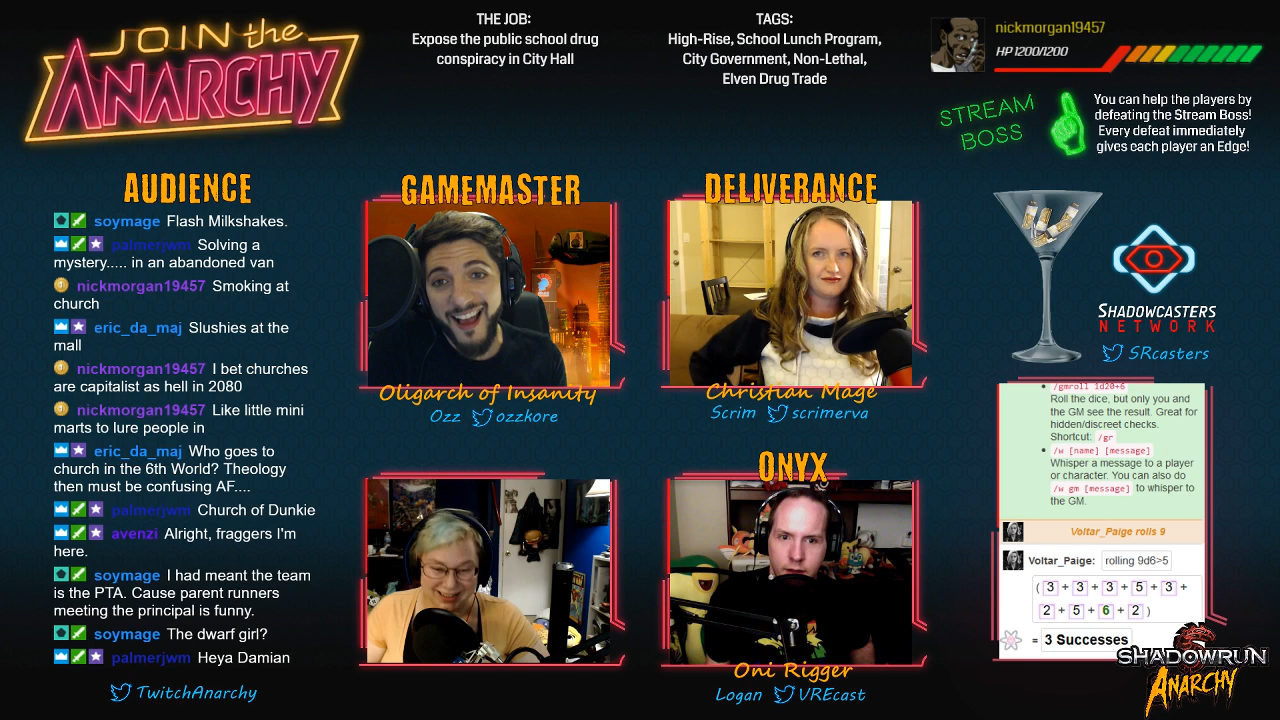 JOIN the
ANARCHY
THE JOB:
Expose the public school drug
conspiracy in City Hall
TAGS:
High-Rise, School Lunch Program,
City Government, Non-Lethal,
Elven Drug Trade
nickmorgan19457
HP 1200/1200
STREAM
BOSS
You can help the players by
defeating the Stream Boss!
Every defeat immediately
gives each player an Edge!
AUDIENCE
soymage Flash Milkshakes.
palmerjwm Solving a
mystery..... in an abandoned van
nickmorgan19457 Smoking at
church
eric_da_maj Slushies at the
mall
nickmorgan19457 I bet churches
are capitalist as hell in 2080
nickmorgan19457 Like little mini
marts to lure people in
eric_da_maj Who goes to
church in the 6th World? Theology
then must be confusing AF....
palmerjwm Church of Dunkie
avenzi Alright, fraggers I'm
here.
soymage I had meant the team
is the PTA. Cause parent runners
meeting the principal is funny.
soymage The dwarf girl?
palmerjwm Heya Damian
TwitchAnarchy
GAMEMASTER
Oligarch of Insanity
Ozz ozzkore
DELIVERANCE
Christian Mage
Scrim scrimerva
ONYX
Oni Rigger
Logan VREcast
SHADOWCASTERS
NETWORK
SRcasters
/gmroll 1d20+6
Roll the dice, but only you and
the GM see the result. Great for
hidden/discreet checks.
Shortcut: /gr
/w [name] [message]
Whisper a message to a player
or character. You can also do
/w gm [message] to whisper to
the GM.
Voltar_Paige rolls 9
Voltar_Paige: rolling 9d6>5
( 3 + 3 + 3 + 5 + 3 +
2 + 5 + 6 + 2 )
= 3 Successes
SHADOWRUN
ANARCHY